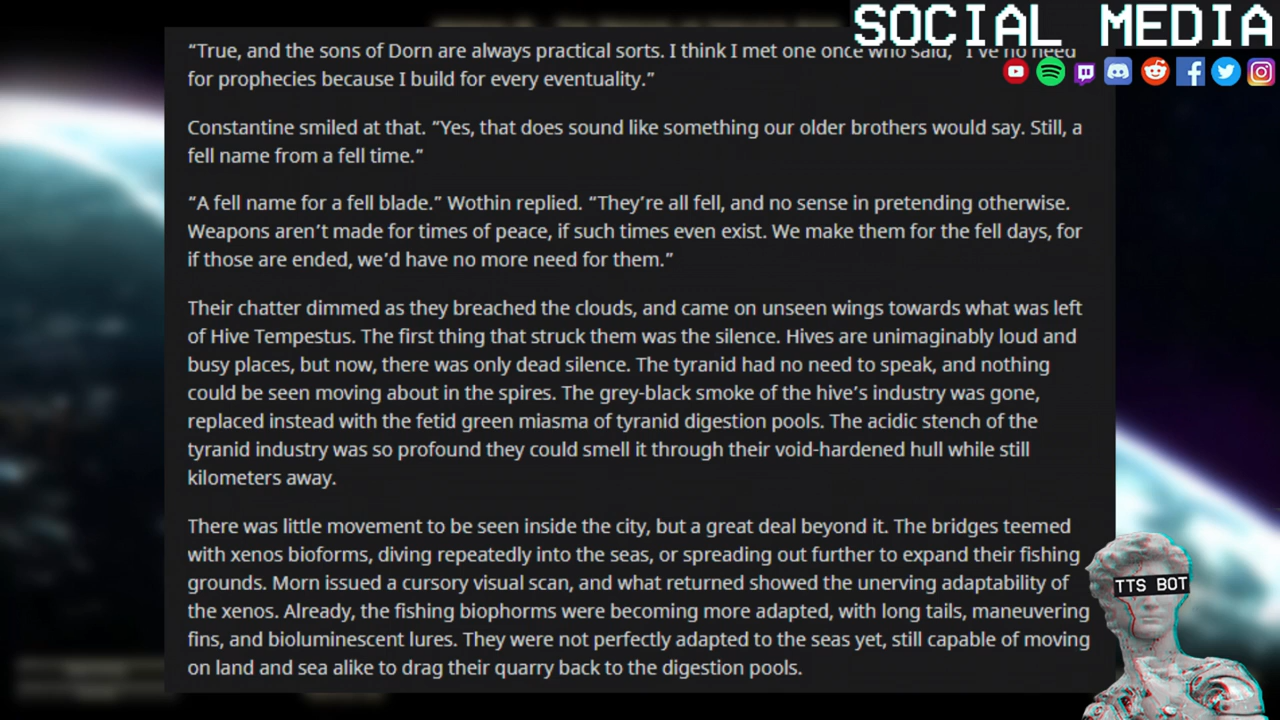 SOCIAL MEDIA
“True, and the sons of Dorn are always practical sorts. I think I met one once who said, “I’ve no need
for prophecies because I build for every eventuality.”
Constantine smiled at that. “Yes, that does sound like something our older brothers would say. Still, a
fell name from a fell time.”
“A fell name for a fell blade.” Wothin replied. “They’re all fell, and no sense in pretending otherwise.
Weapons aren’t made for times of peace, if such times even exist. We make them for the fell days, for
if those are ended, we’d have no more need for them.”
Their chatter dimmed as they breached the clouds, and came on unseen wings towards what was left
of Hive Tempestus. The first thing that struck them was the silence. Hives are unimaginably loud and
busy places, but now, there was only dead silence. The tyranid had no need to speak, and nothing
could be seen moving about in the spires. The grey-black smoke of the hive’s industry was gone,
replaced instead with the fetid green miasma of tyranid digestion pools. The acidic stench of the
tyranid industry was so profound they could smell it through their void-hardened hull while still
kilometers away.
There was little movement to be seen inside the city, but a great deal beyond it. The bridges teemed
with xenos bioforms, diving repeatedly into the seas, or spreading out further to expand their fishing
grounds. Morn issued a cursory visual scan, and what returned showed the unerving adaptability of
the xenos. Already, the fishing biophorms were becoming more adapted, with long tails, maneuvering
fins, and bioluminescent lures. They were not perfectly adapted to the seas yet, still capable of moving
on land and sea alike to drag their quarry back to the digestion pools.
TTS BOT